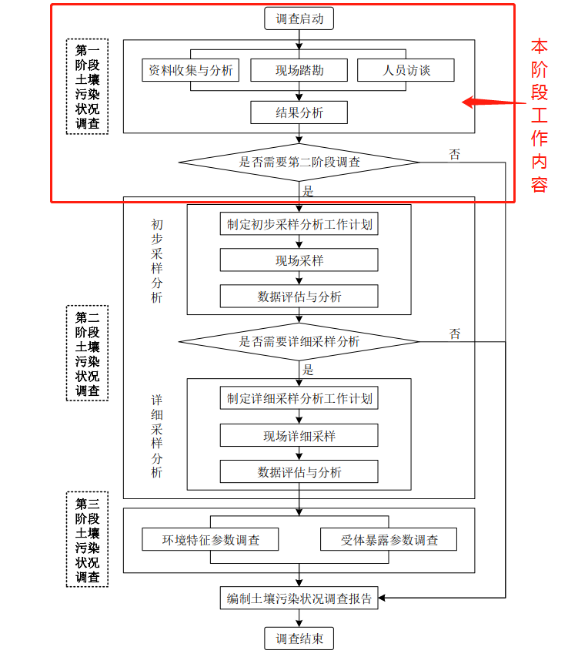 调查启动
第一
阶段
土壤
污染
状况
调查
资料收集与分析
现场踏勘
人员访谈
结果分析
是否需要第二阶段调查
否
是
本阶段工作内容
初步采样分析
制定初步采样分析工作计划
现场采样
数据评估与分析
第二
阶段
土壤
污染
状况
调查
是否需要详细采样分析
否
是
详细采样分析
制定详细采样分析工作计划
现场详细采样
数据评估与分析
第三
阶段
土壤
污染
状况
调查
环境特征参数调查
受体暴露参数调查
编制土壤污染状况调查报告
调查结束